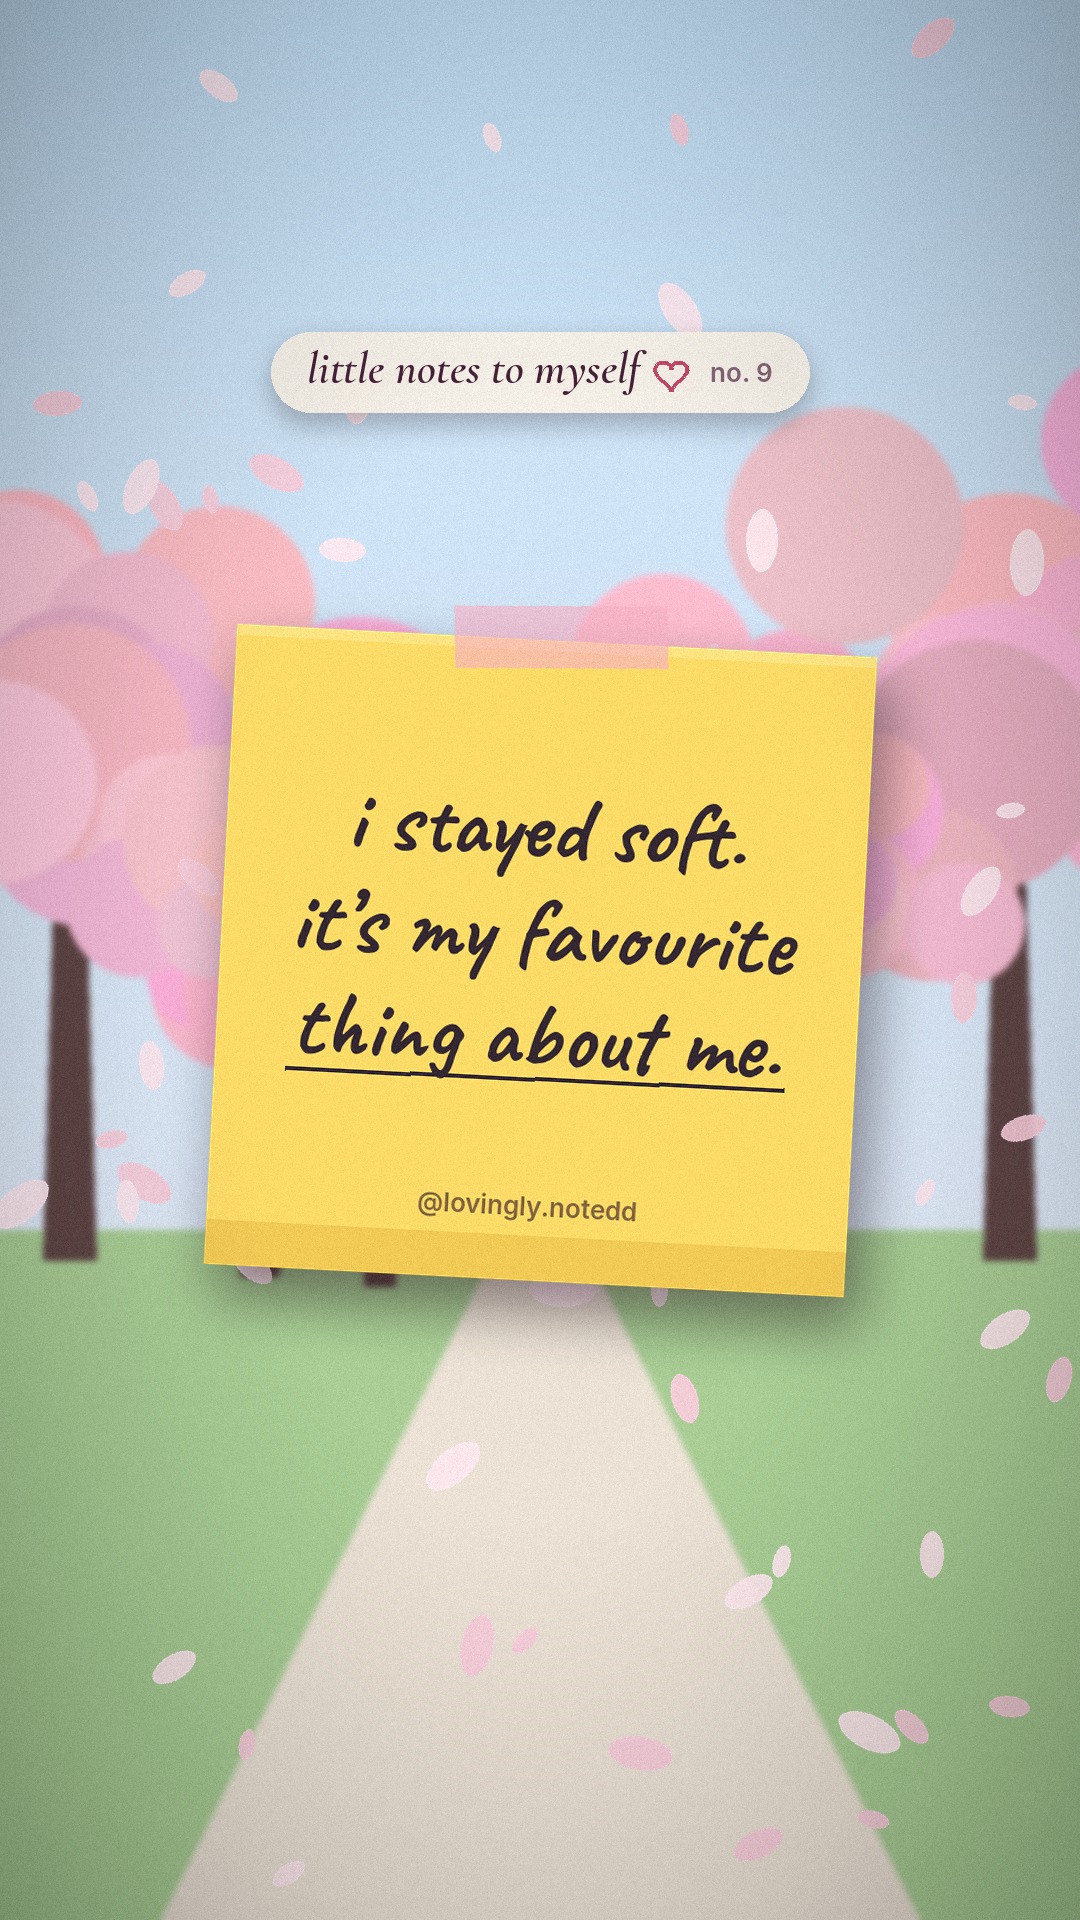 little notes to myself ♡ no. 9
i stayed soft.
it’s my favourite
thing about me.
@lovingly.notedd